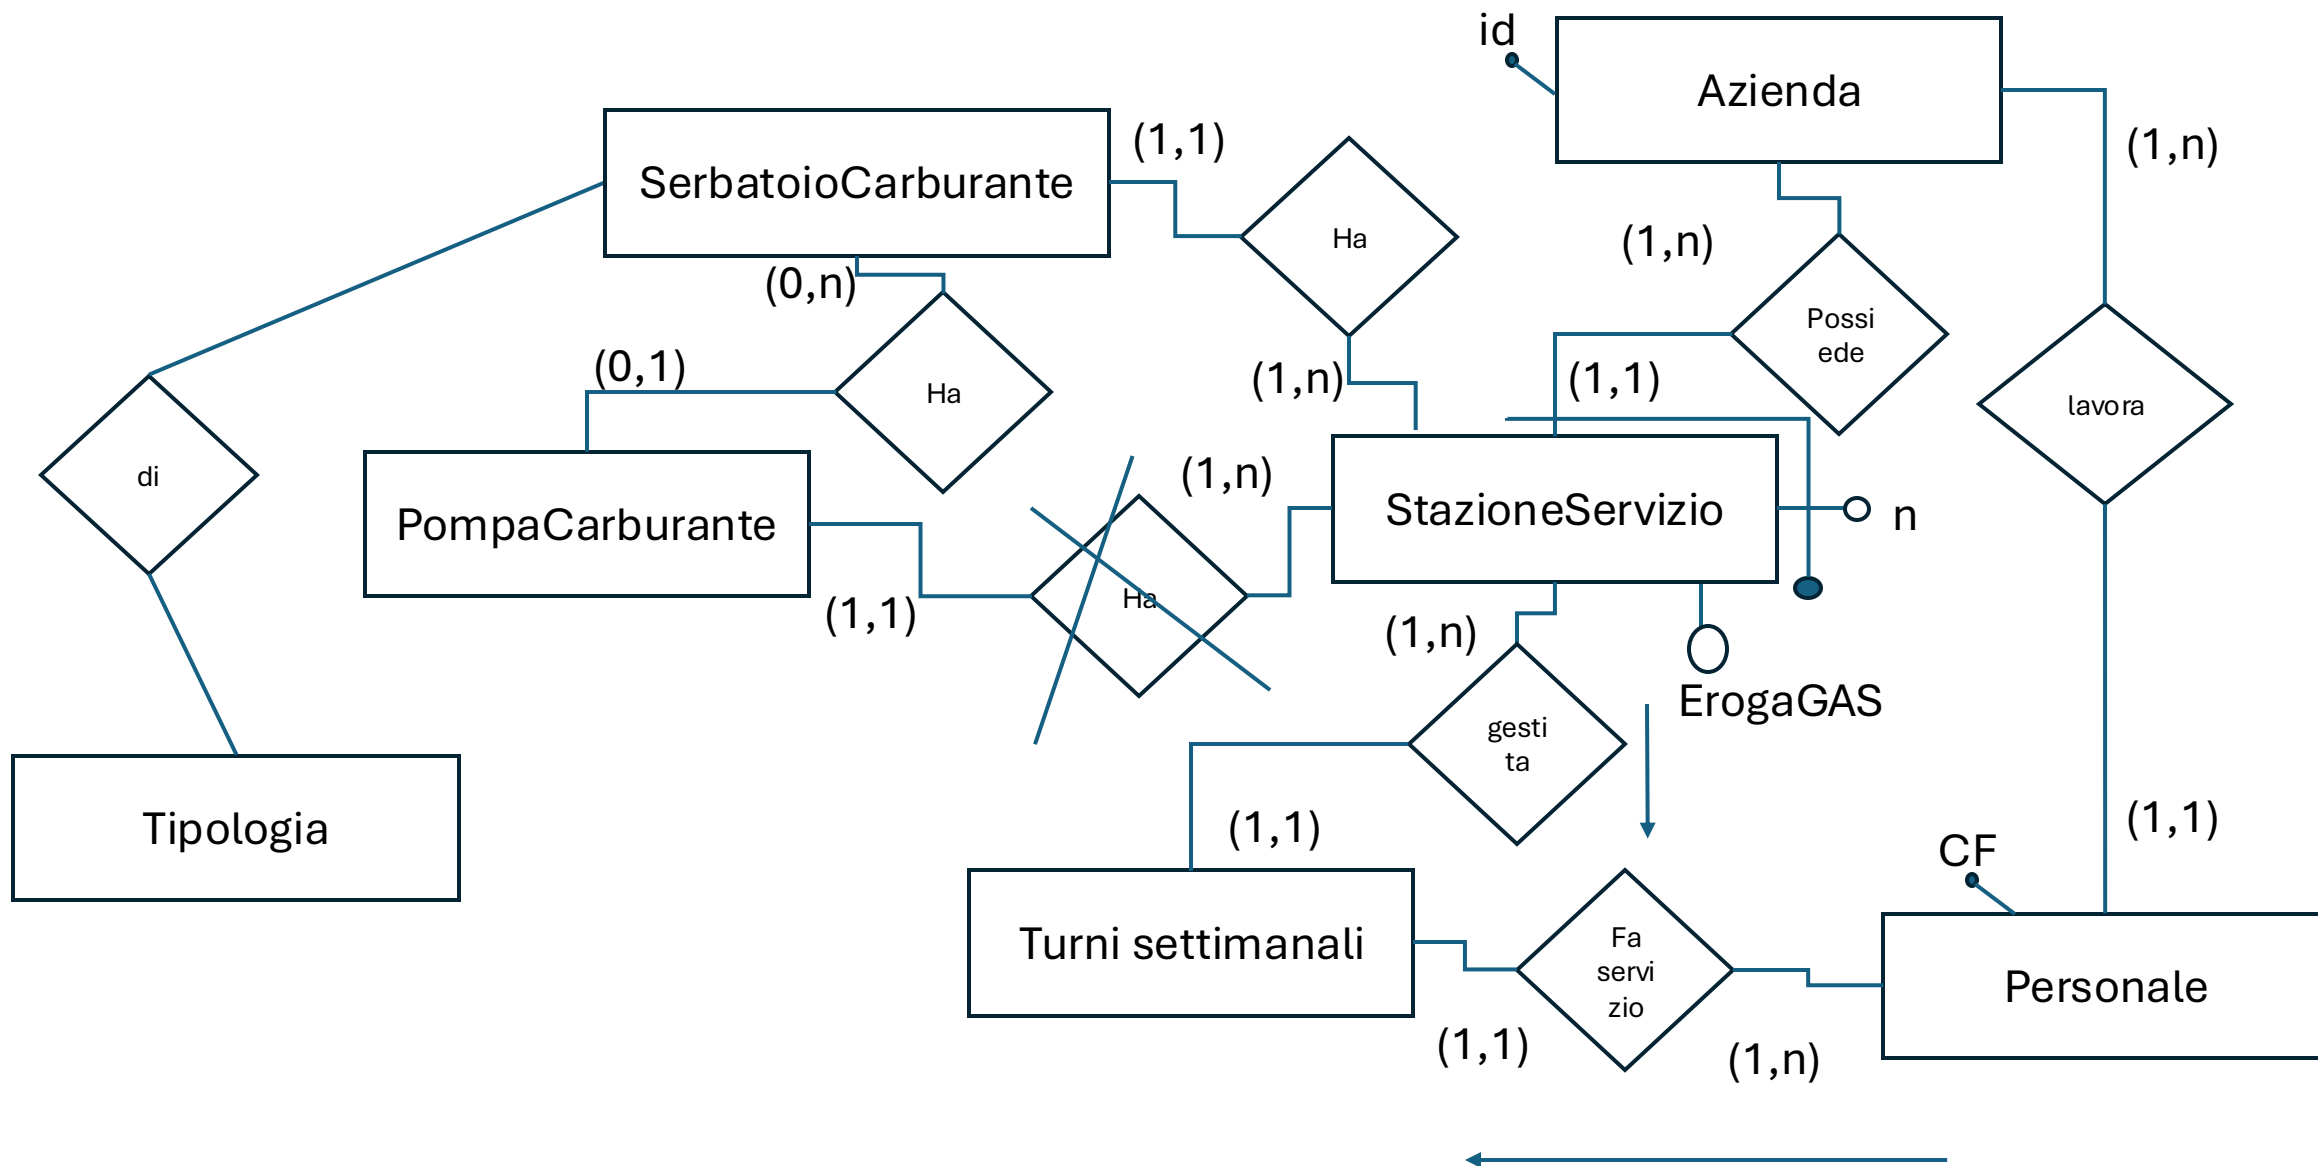 id
Azienda
(1,1)
(1,n)
SerbatoioCarburante
Ha
(1,n)
(0,n)
Possi
ede
(0,1)
(1,n)
(1,1)
Ha
lavora
di
(1,n)
PompaCarburante
StazioneServizio
n
Ha
(1,1)
(1,n)
ErogaGAS
gesti
ta
Tipologia
(1,1)
(1,1)
CF
Turni settimanali
Fa
servi
zio
Personale
(1,1)
(1,n)